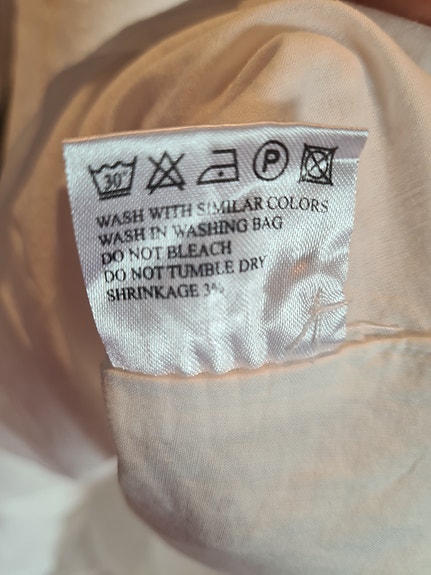 30°
P
WASH WITH SIMILAR COLORS
WASH IN WASHING BAG
DO NOT BLEACH
DO NOT TUMBLE DRY
SHRINKAGE 3%